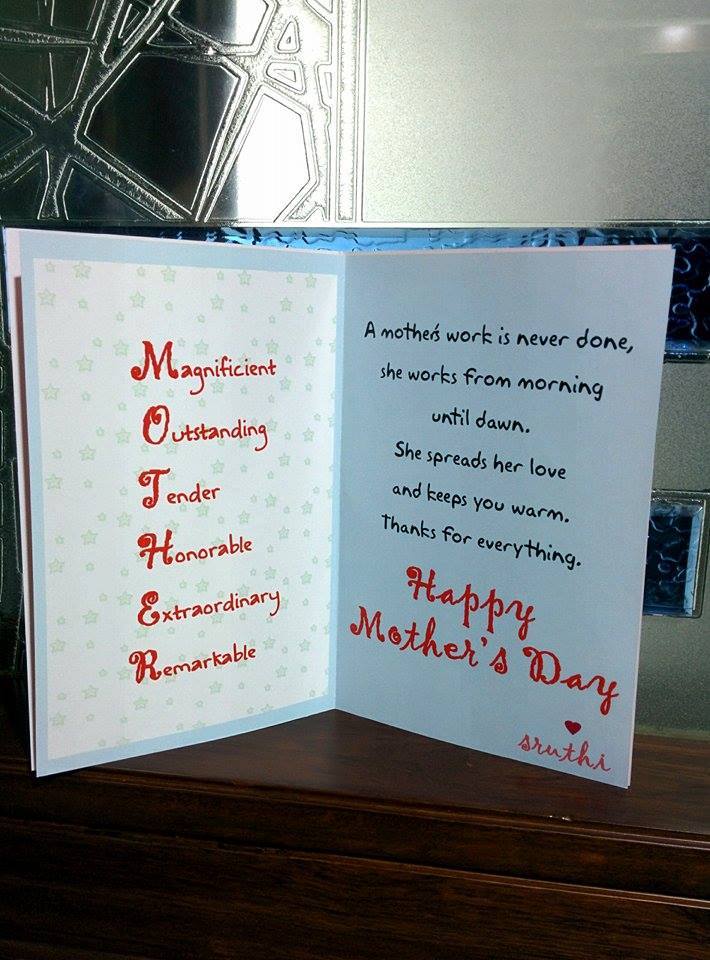 Magnificient
Outstanding
Tender
Honorable
Extraordinary
Remarkable
A mother's work is never done,
she works from morning
until dawn.
She spreads her love
and keeps you warm.
Thanks for everything.
Happy
Mother's Day
sruthi